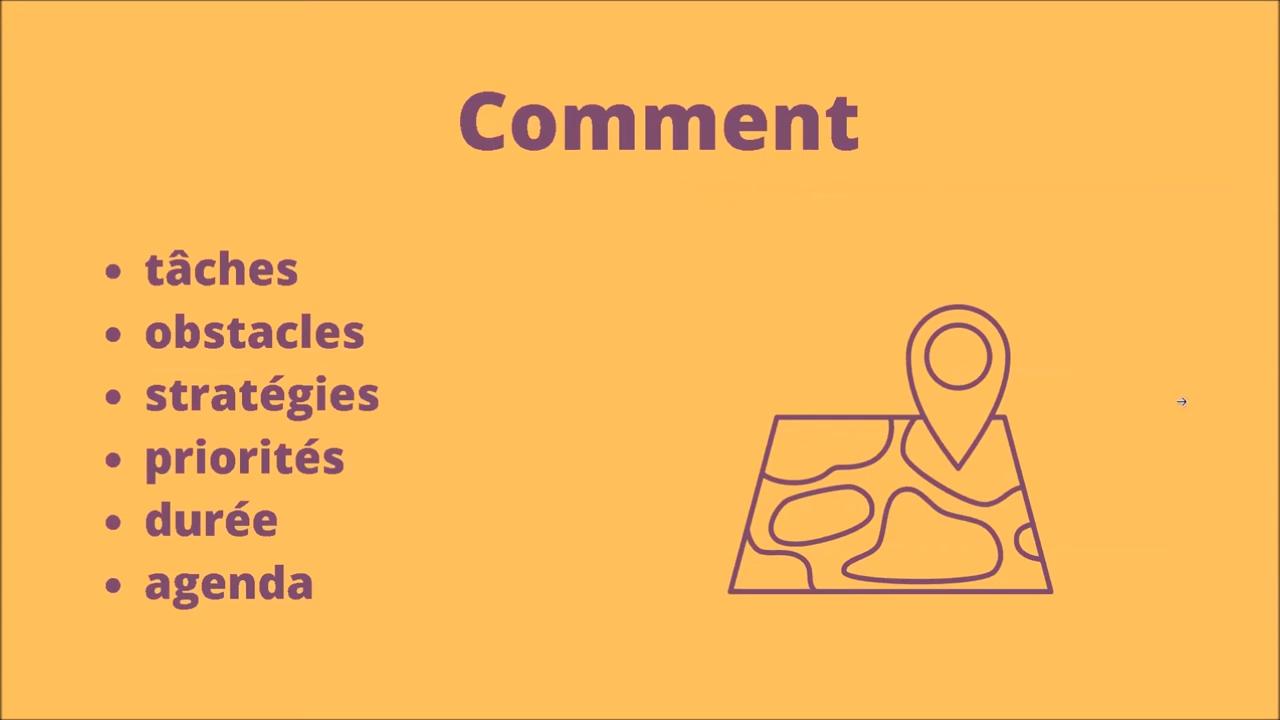 Comment
• tâches
• obstacles
• stratégies
• priorités
• durée
• agenda